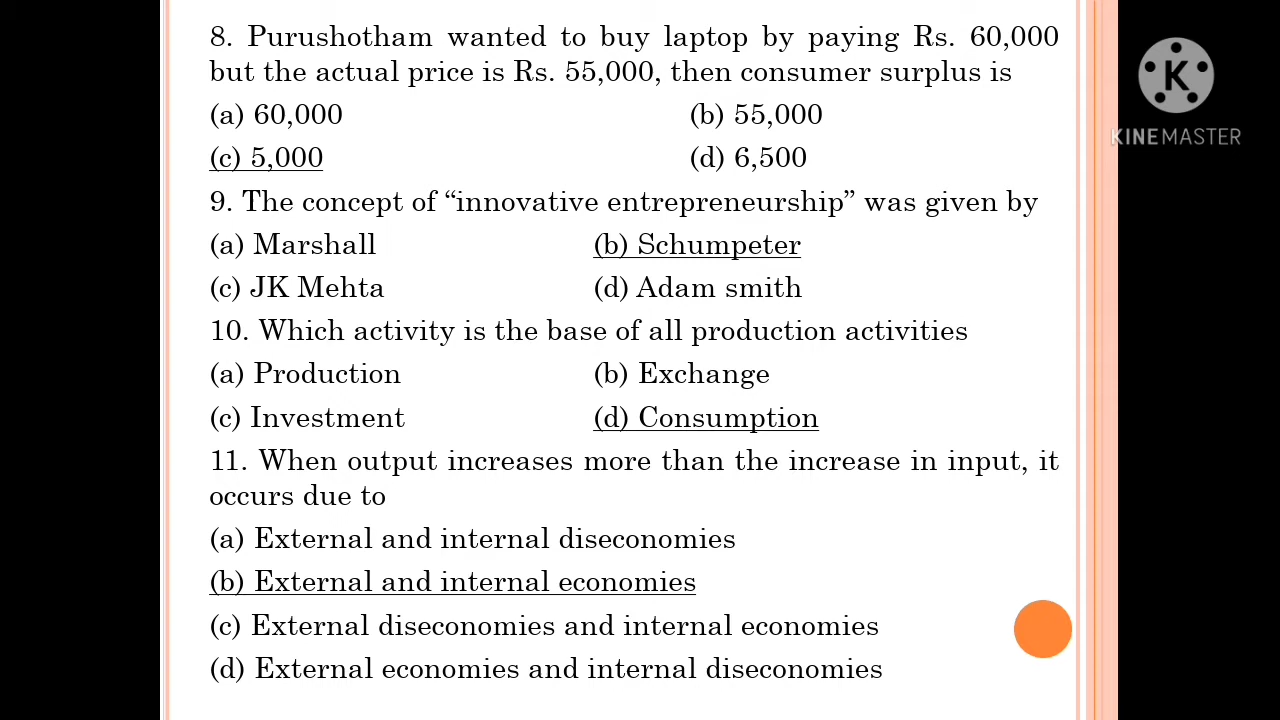 8. Purushotham wanted to buy laptop by paying Rs. 60,000
but the actual price is Rs. 55,000, then consumer surplus is
(a) 60,000 (b) 55,000
(c) 5,000 (d) 6,500
9. The concept of “innovative entrepreneurship” was given by
(a) Marshall (b) Schumpeter
(c) JK Mehta (d) Adam smith
10. Which activity is the base of all production activities
(a) Production (b) Exchange
(c) Investment (d) Consumption
11. When output increases more than the increase in input, it
occurs due to
(a) External and internal diseconomies
(b) External and internal economies
(c) External diseconomies and internal economies
(d) External economies and internal diseconomies
K
KINEMASTER